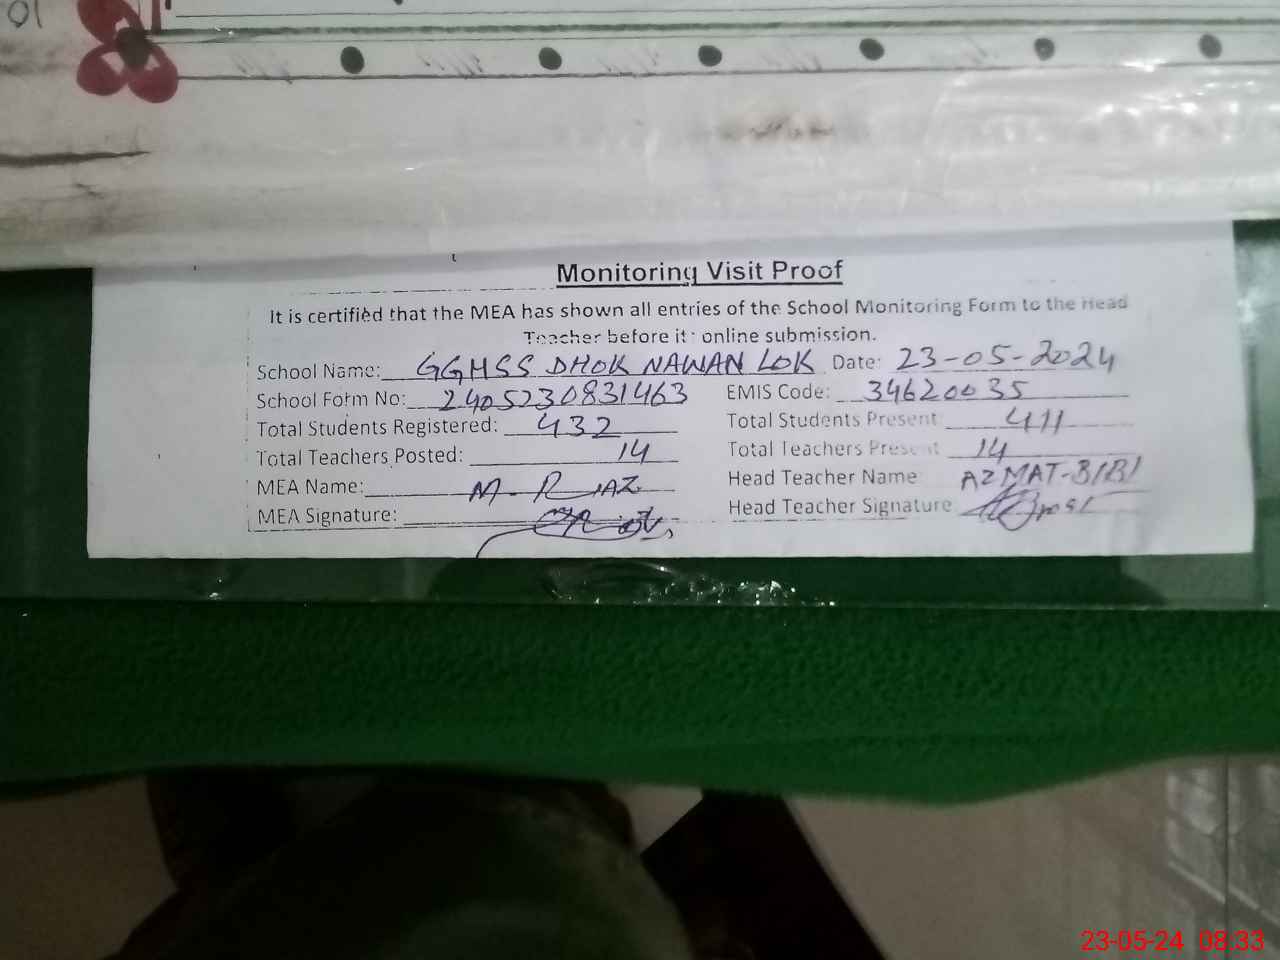 01
Monitoring Visit Proof
It is certified that the MEA has shown all entries of the School Monitoring Form to the Head
Teacher before it: online submission.
School Name: GGHSS DHOK NAWAN LOK Date: 23-05-2024
School Form No: 2405230831463 EMIS Code: 34620035
Total Students Registered: 432 Total Students Present: 411
Total Teachers Posted: 14 Total Teachers Present 14
MEA Name: M-RIAZ Head Teacher Name: AZMAT-BIBI
MEA Signature: Head Teacher Signature
23-05-24 08:33